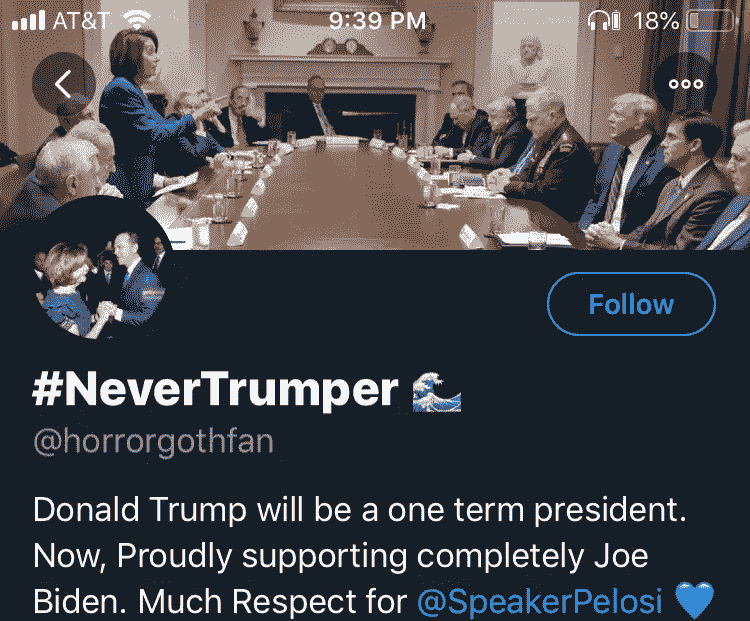 AT&T 9:39 PM 18%
Follow
#NeverTrumper 🌊
@horrorgothfan
Donald Trump will be a one term president.
Now, Proudly supporting completely Joe
Biden. Much Respect for @SpeakerPelosi 💙